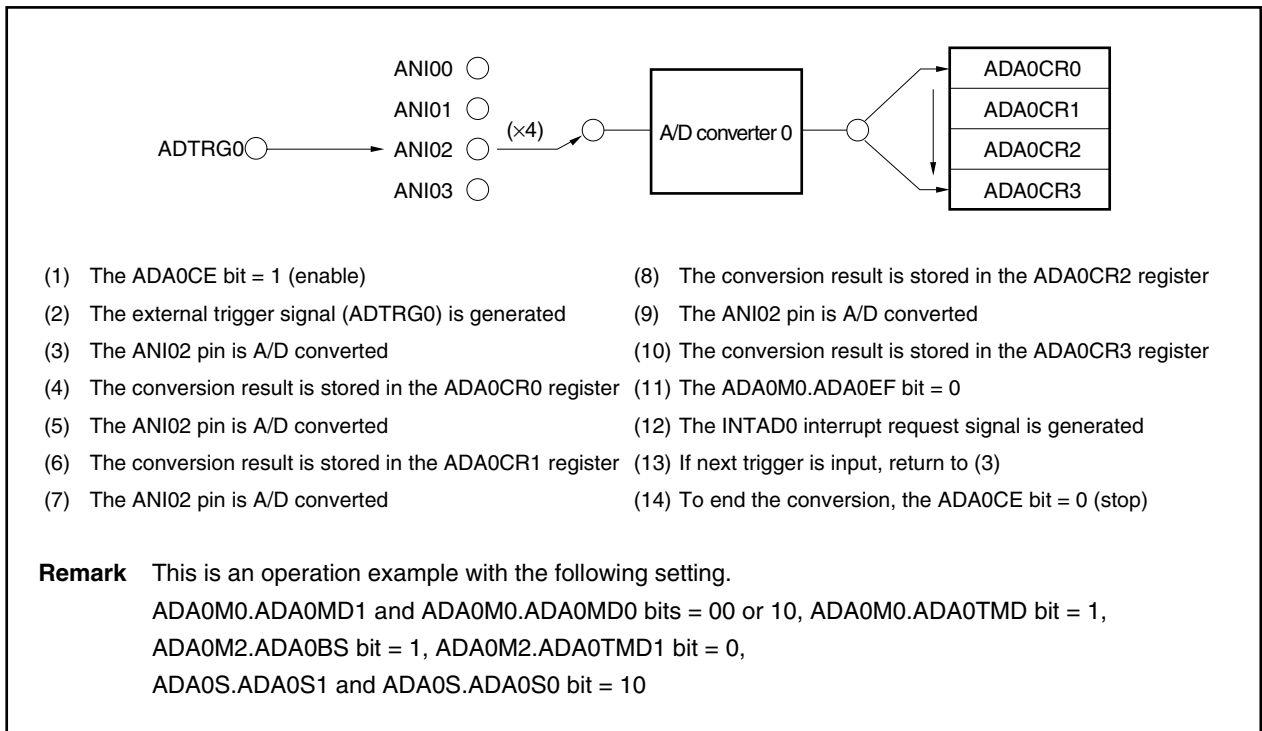 ANI00
ANI01
ADTRG0
ANI02
(×4)
ANI03
A/D converter 0
ADA0CR0
ADA0CR1
ADA0CR2
ADA0CR3
(1) The ADA0CE bit = 1 (enable)
(2) The external trigger signal (ADTRG0) is generated
(3) The ANI02 pin is A/D converted
(4) The conversion result is stored in the ADA0CR0 register
(5) The ANI02 pin is A/D converted
(6) The conversion result is stored in the ADA0CR1 register
(7) The ANI02 pin is A/D converted
(8) The conversion result is stored in the ADA0CR2 register
(9) The ANI02 pin is A/D converted
(10) The conversion result is stored in the ADA0CR3 register
(11) The ADA0M0.ADA0EF bit = 0
(12) The INTAD0 interrupt request signal is generated
(13) If next trigger is input, return to (3)
(14) To end the conversion, the ADA0CE bit = 0 (stop)
Remark This is an operation example with the following setting.
ADA0M0.ADA0MD1 and ADA0M0.ADA0MD0 bits = 00 or 10, ADA0M0.ADA0TMD bit = 1,
ADA0M2.ADA0BS bit = 1, ADA0M2.ADA0TMD1 bit = 0,
ADA0S.ADA0S1 and ADA0S.ADA0S0 bit = 10